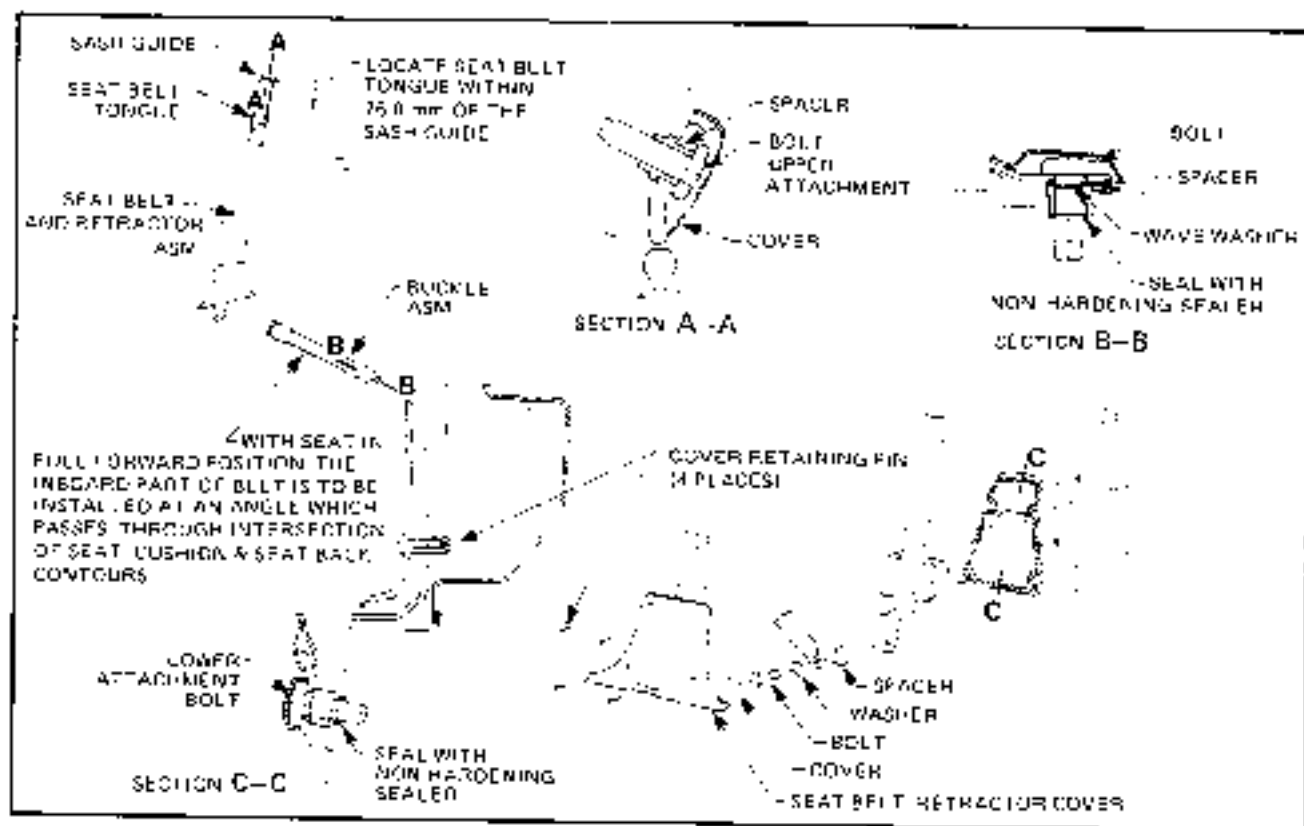 SASH GUIDE
A
SEAT BELT
TONGUE
A
LOCATE SEAT BELT
TONGUE WITHIN
76.0 mm OF THE
SASH GUIDE
SEAT BELT
AND RETRACTOR
ASM
BUCKLE
ASM
B
B
SPACER
BOLT
UPPER
ATTACHMENT
COVER
SECTION A-A
BOLT
SPACER
WAVE WASHER
SEAL WITH
NON HARDENING SEALER
SECTION B-B
WITH SEAT IN
FULL FORWARD POSITION, THE
INBOARD PART OF BELT IS TO BE
INSTALLED AT AN ANGLE WHICH
PASSES THROUGH INTERSECTION
OF SEAT CUSHION & SEAT BACK
CONTOURS
COVER RETAINING PIN
(4 PLACES)
C
C
LOWER
ATTACHMENT
BOLT
SEAL WITH
NON HARDENING
SEALER
SECTION C-C
SPACER
WASHER
BOLT
COVER
SEAT BELT RETRACTOR COVER